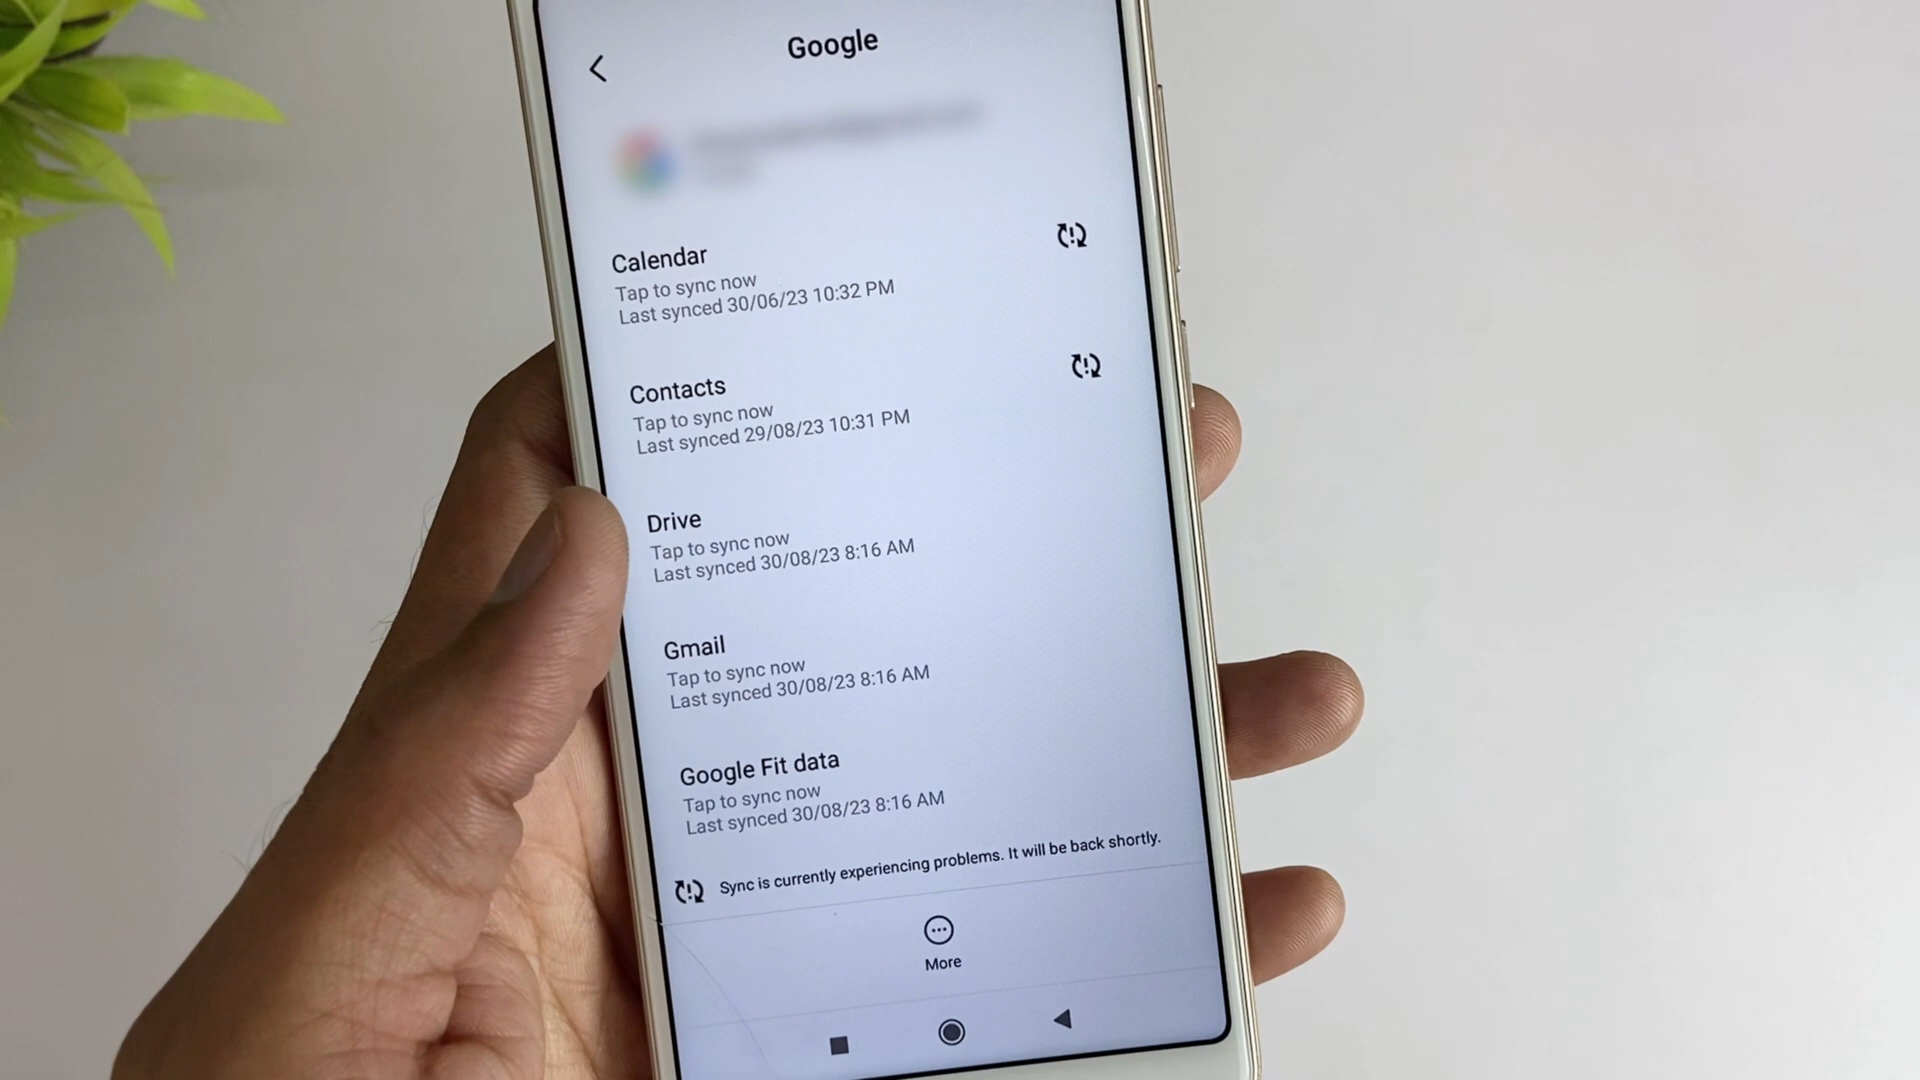 Google
Calendar
Tap to sync now
Last synced 30/06/23 10:32 PM
Contacts
Tap to sync now
Last synced 29/08/23 10:31 PM
Drive
Tap to sync now
Last synced 30/08/23 8:16 AM
Gmail
Tap to sync now
Last synced 30/08/23 8:16 AM
Google Fit data
Tap to sync now
Last synced 30/08/23 8:16 AM
Sync is currently experiencing problems. It will be back shortly.
More